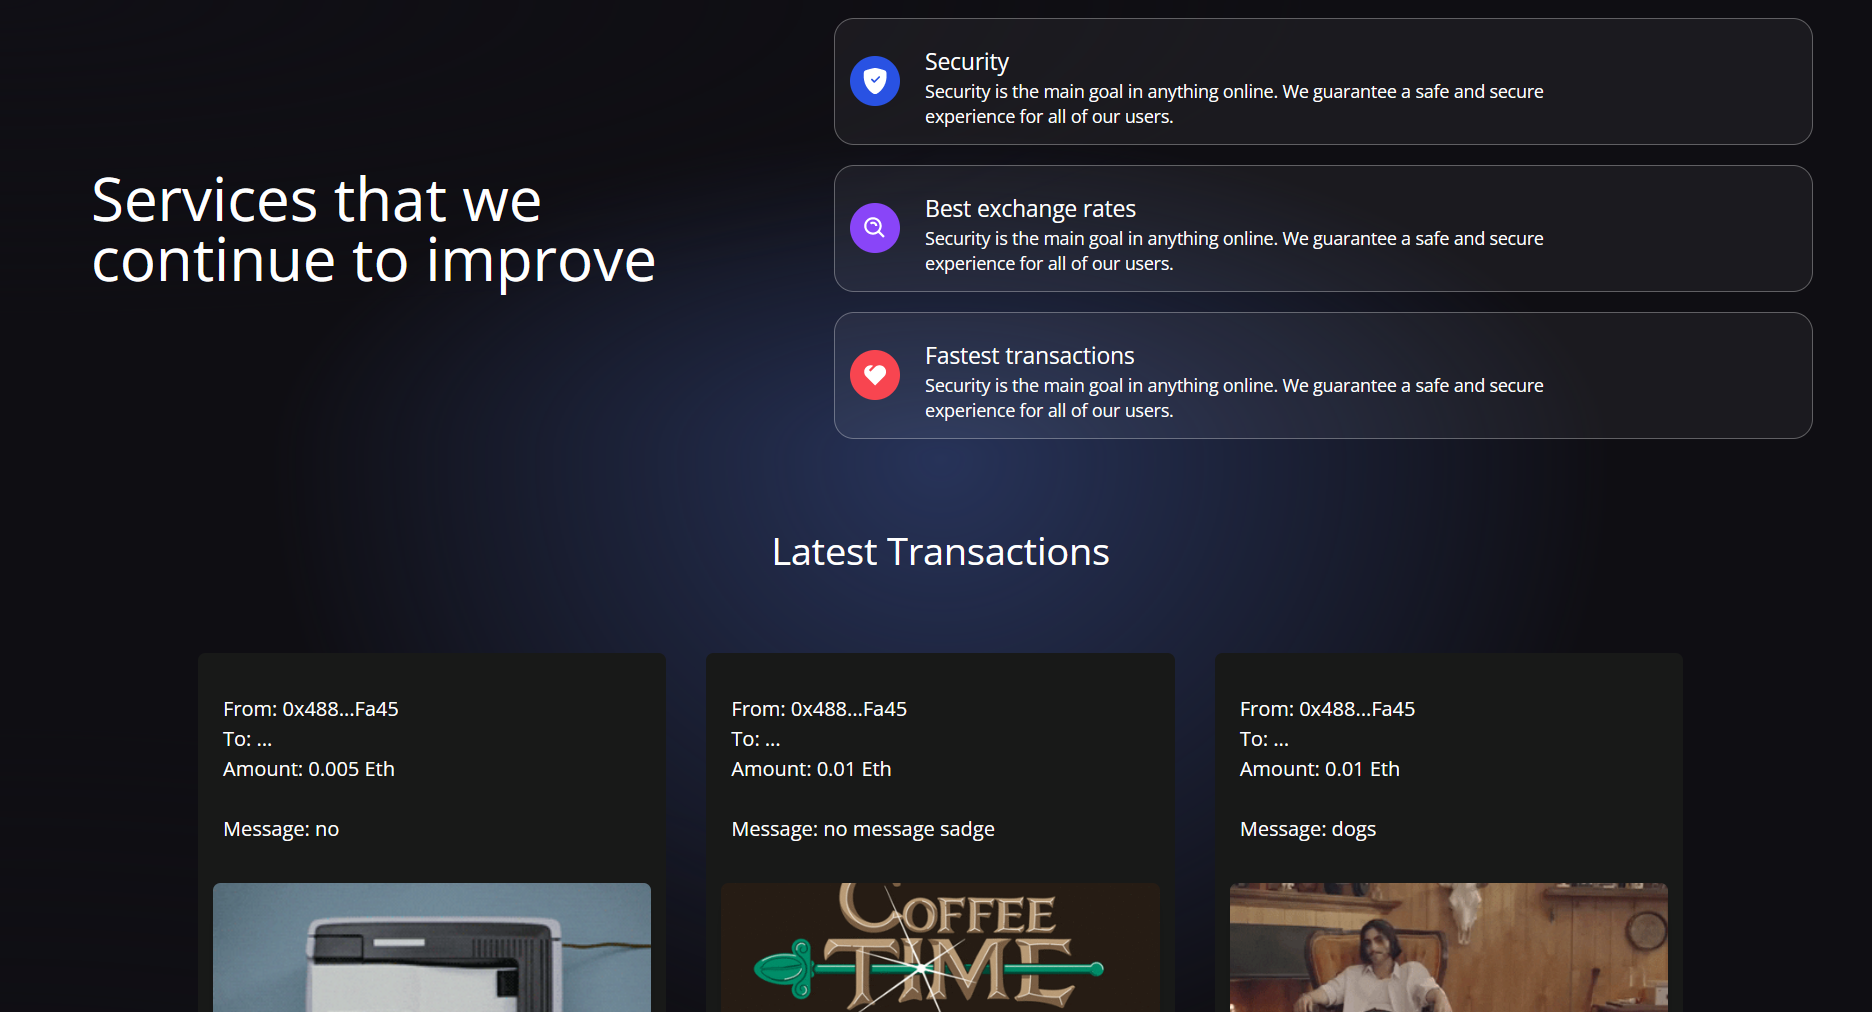 Services that we
continue to improve
Security
Security is the main goal in anything online. We guarantee a safe and secure
experience for all of our users.
Best exchange rates
Security is the main goal in anything online. We guarantee a safe and secure
experience for all of our users.
Fastest transactions
Security is the main goal in anything online. We guarantee a safe and secure
experience for all of our users.
Latest Transactions
From: 0x488...Fa45
To: ...
Amount: 0.005 Eth
Message: no
From: 0x488...Fa45
To: ...
Amount: 0.01 Eth
Message: no message sadge
COFFEE
TIME
From: 0x488...Fa45
To: ...
Amount: 0.01 Eth
Message: dogs